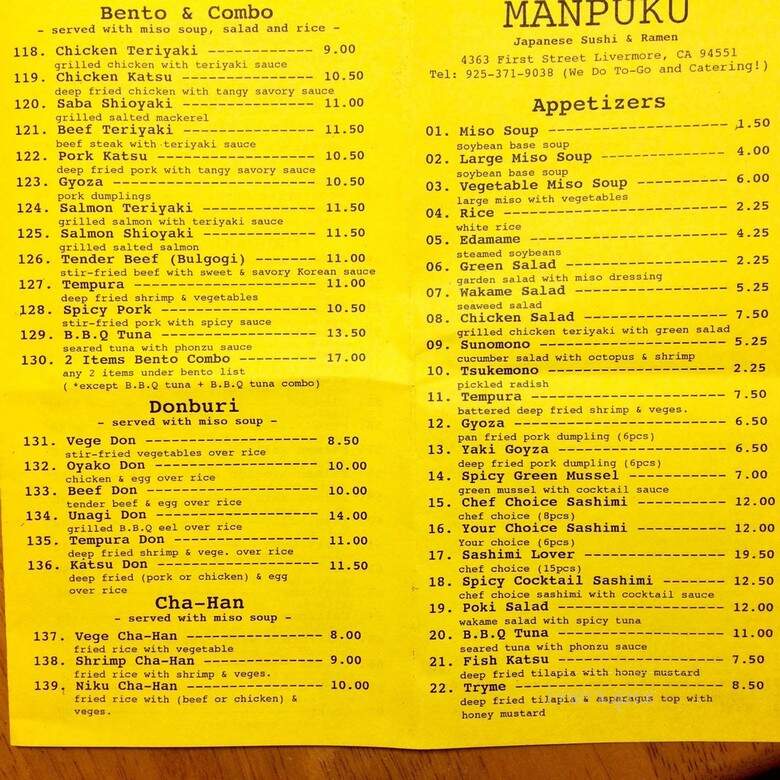 Bento & Combo
- served with miso soup, salad and rice -
118. Chicken Teriyaki --------------- 9.00
grilled chicken with teriyaki sauce
119. Chicken Katsu ----------------- 10.50
deep fried chicken with tangy savory sauce
120. Saba Shioyaki ----------------- 11.00
grilled salted mackerel
121. Beef Teriyaki ----------------- 11.50
beef steak with teriyaki sauce
122. Pork Katsu -------------------- 10.50
deep fried pork with tangy savory sauce
123. Gyoza ------------------------- 10.50
pork dumplings
124. Salmon Teriyaki --------------- 11.50
grilled salmon with teriyaki sauce
125. Salmon Shioyaki --------------- 11.50
grilled salted salmon
126. Tender Beef (Bulgogi) --------- 11.00
stir-fried beef with sweet & savory Korean sauce
127. Tempura ----------------------- 11.00
deep fried shrimp & vegetables
128. Spicy Pork -------------------- 10.50
stir-fried pork with spicy sauce
129. B.B.Q Tuna -------------------- 13.50
seared tuna with phonzu sauce
130. 2 Items Bento Combo ----------- 17.00
any 2 items under bento list
( *except B.B.Q tuna + B.B.Q tuna combo)
Donburi
- served with miso soup -
131. Vege Don --------------------- 8.50
stir-fried vegetables over rice
132. Oyako Don -------------------- 10.00
chicken & egg over rice
133. Beef Don --------------------- 10.00
tender beef & egg over rice
134. Unagi Don -------------------- 14.00
grilled B.B.Q eel over rice
135. Tempura Don ------------------ 11.00
deep fried shrimp & vege. over rice
136. Katsu Don -------------------- 11.50
deep fried (pork or chicken) & egg
over rice
Cha-Han
- served with miso soup -
137. Vege Cha-Han ---------------- 8.00
fried rice with vegetable
138. Shrimp Cha-Han -------------- 9.00
fried rice with shrimp & veges.
139. Niku Cha-Han ---------------- 10.00
fried rice with (beef or chicken) &
veges.
MANPUKU
Japanese Sushi & Ramen
4363 First Street Livermore, CA 94551
Tel: 925-371-9038 (We Do To-Go and Catering!)
Appetizers
01. Miso Soup -------------------- 1.50
soybean base soup
02. Large Miso Soup -------------- 4.00
soybean base soup
03. Vegetable Miso Soup ---------- 6.00
large miso with vegetables
04. Rice ------------------------- 2.25
white rice
05. Edamame ---------------------- 4.25
steamed soybeans
06. Green Salad ------------------ 2.25
garden salad with miso dressing
07. Wakame Salad ----------------- 5.25
seaweed salad
08. Chicken Salad ---------------- 7.50
grilled chicken teriyaki with green salad
09. Sunomono --------------------- 5.25
cucumber salad with octopus & shrimp
10. Tsukemono -------------------- 2.25
pickled radish
11. Tempura ---------------------- 7.50
battered deep fried shrimp & veges.
12. Gyoza ------------------------ 6.50
pan fried pork dumpling (6pcs)
13. Yaki Goyza ------------------- 6.50
deep fried pork dumpling (6pcs)
14. Spicy Green Mussel ----------- 7.00
green mussel with cocktail sauce
15. Chef Choice Sashimi ---------- 12.00
chef choice (8pcs)
16. Your Choice Sashimi ---------- 12.00
Your choice (6pcs)
17. Sashimi Lover ---------------- 19.50
chef choice (15pcs)
18. Spicy Cocktail Sashimi ------- 12.50
chef choice sashimi with cocktail sauce
19. Poki Salad ------------------- 12.00
wakame salad with spicy tuna
20. B.B.Q Tuna ------------------- 11.00
seared tuna with phonzu sauce
21. Fish Katsu ------------------- 7.50
deep fried tilapia with honey mustard
22. Tryme ------------------------ 8.50
deep fried tilapia & asparagus top with
honey mustard